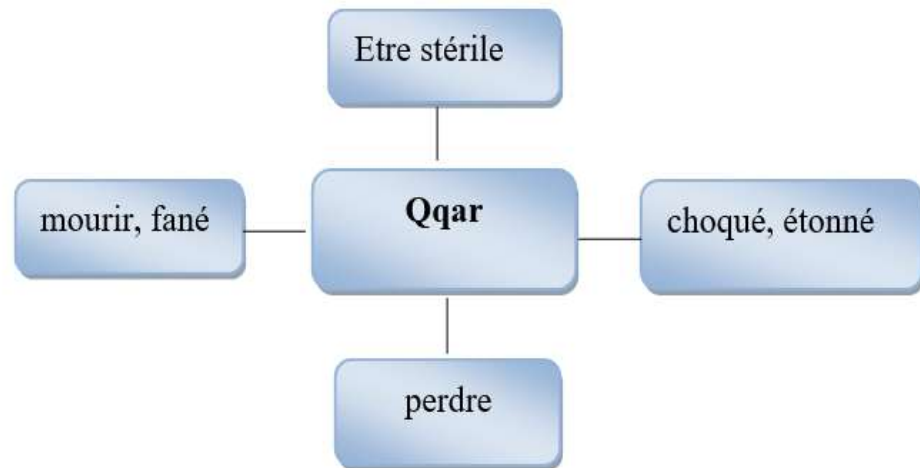 Etre stérile
mourir, fané
Qqar
choqué, étonné
perdre